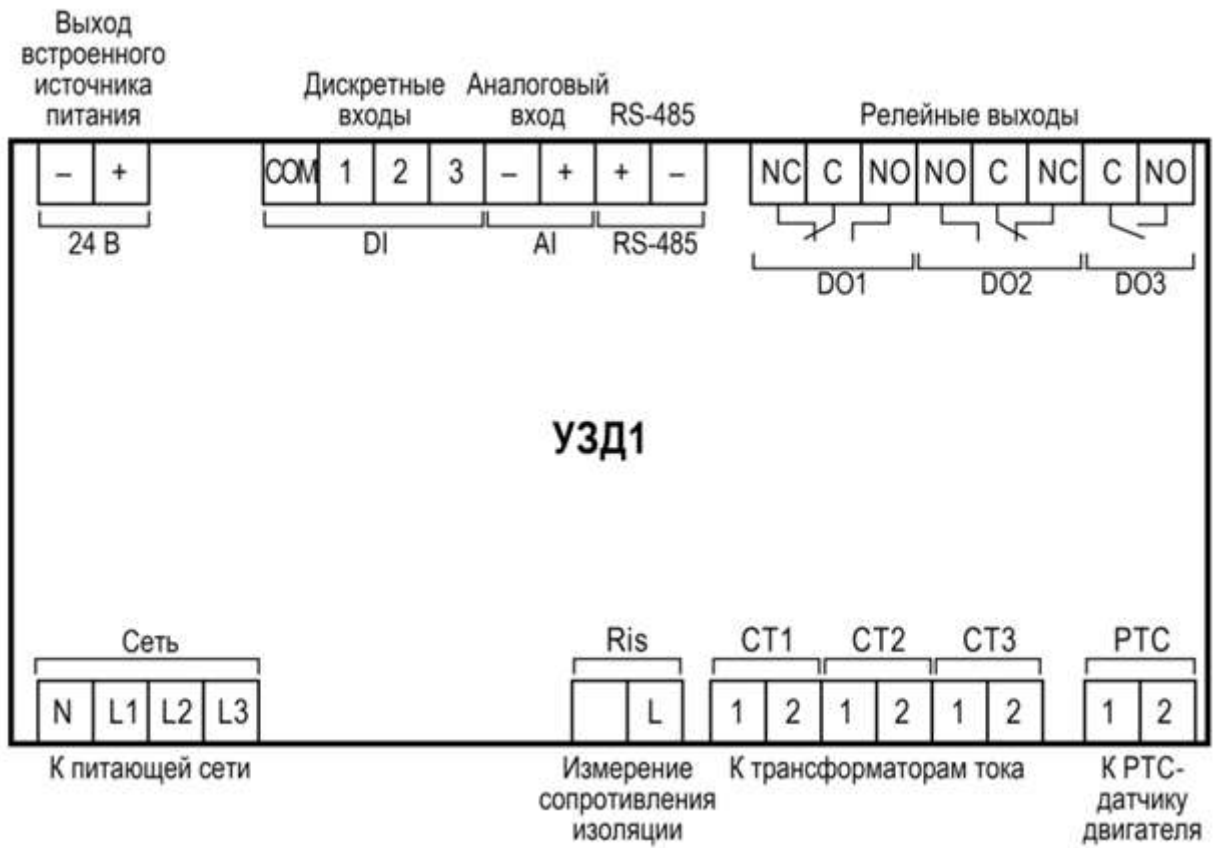 Выход
встроенного
источника
питания
Дискретные
входы
Аналоговый
вход
RS-485
Релейные выходы
– + COM 1 2 3 – + + – NC C NO NO C NC C NO
24 В DI AI RS-485
DO1 DO2 DO3
УЗД1
Сеть Ris CT1 CT2 CT3 PTC
N L1 L2 L3 L 1 2 1 2 1 2 1 2
К питающей сети
Измерение
сопротивления
изоляции
К трансформаторам тока
К PTC-
датчику
двигателя